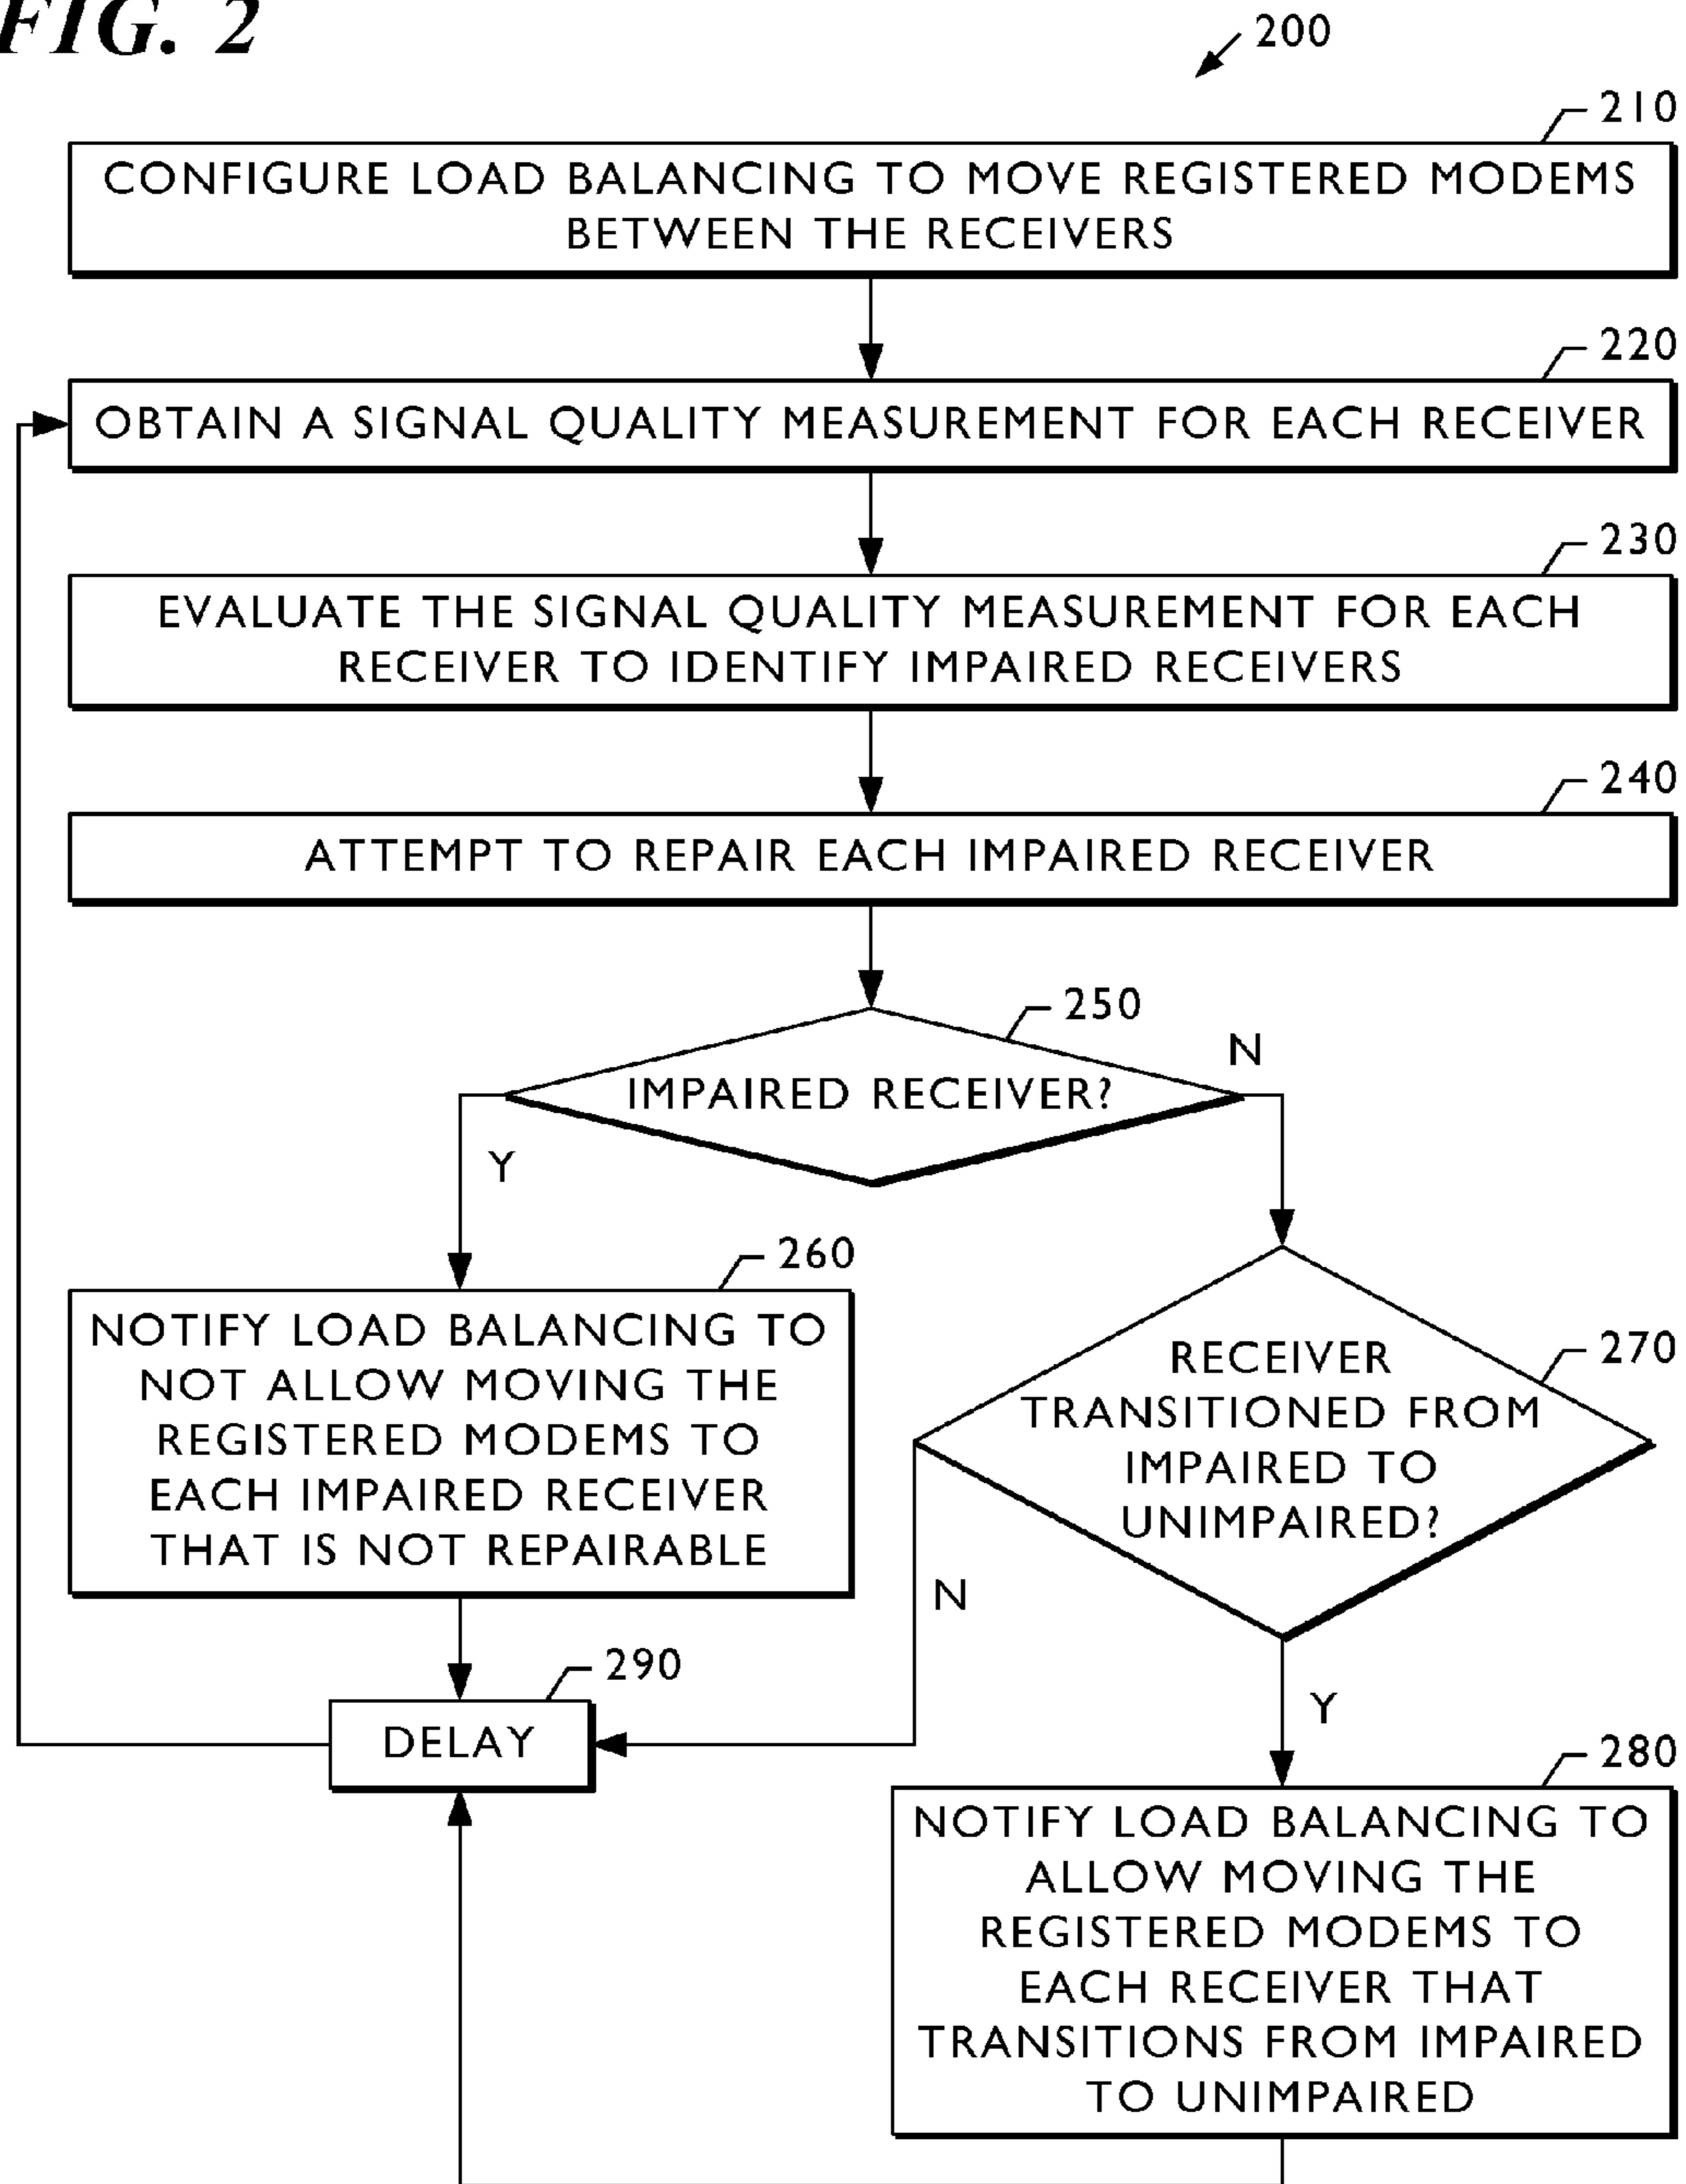 FIG. 2
200
210
CONFIGURE LOAD BALANCING TO MOVE REGISTERED MODEMS
BETWEEN THE RECEIVERS
220
OBTAIN A SIGNAL QUALITY MEASUREMENT FOR EACH RECEIVER
230
EVALUATE THE SIGNAL QUALITY MEASUREMENT FOR EACH
RECEIVER TO IDENTIFY IMPAIRED RECEIVERS
240
ATTEMPT TO REPAIR EACH IMPAIRED RECEIVER
250
N
IMPAIRED RECEIVER?
Y
260
NOTIFY LOAD BALANCING TO
NOT ALLOW MOVING THE
REGISTERED MODEMS TO
EACH IMPAIRED RECEIVER
THAT IS NOT REPAIRABLE
270
RECEIVER
TRANSITIONED FROM
IMPAIRED TO
UNIMPAIRED?
N
290
DELAY
Y
280
NOTIFY LOAD BALANCING TO
ALLOW MOVING THE
REGISTERED MODEMS TO
EACH RECEIVER THAT
TRANSITIONS FROM IMPAIRED
TO UNIMPAIRED